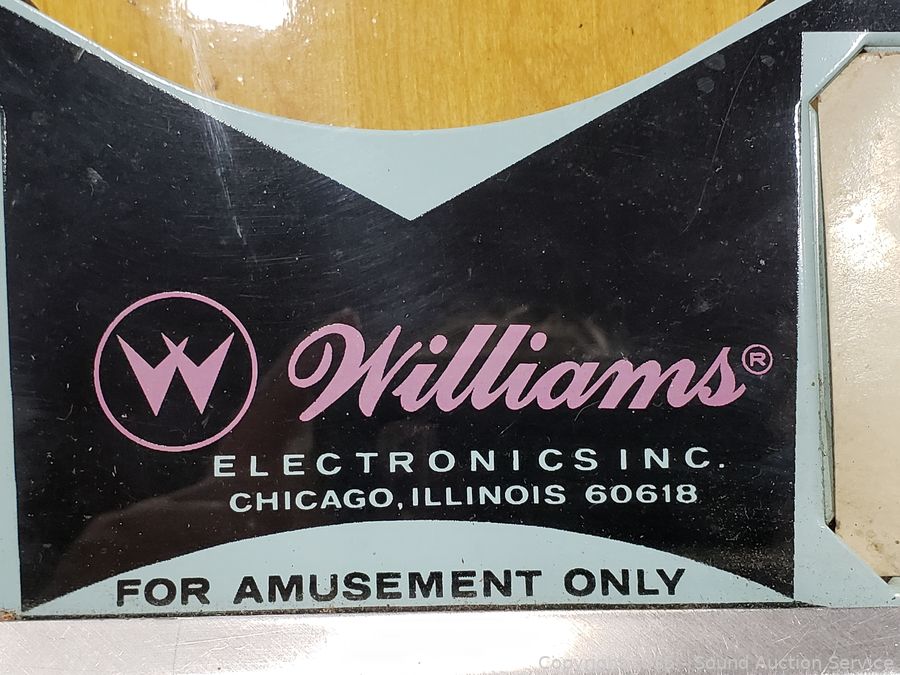 W
Williams®
ELECTRONICS INC.
CHICAGO, ILLINOIS 60618
FOR AMUSEMENT ONLY
Sound Auction Service